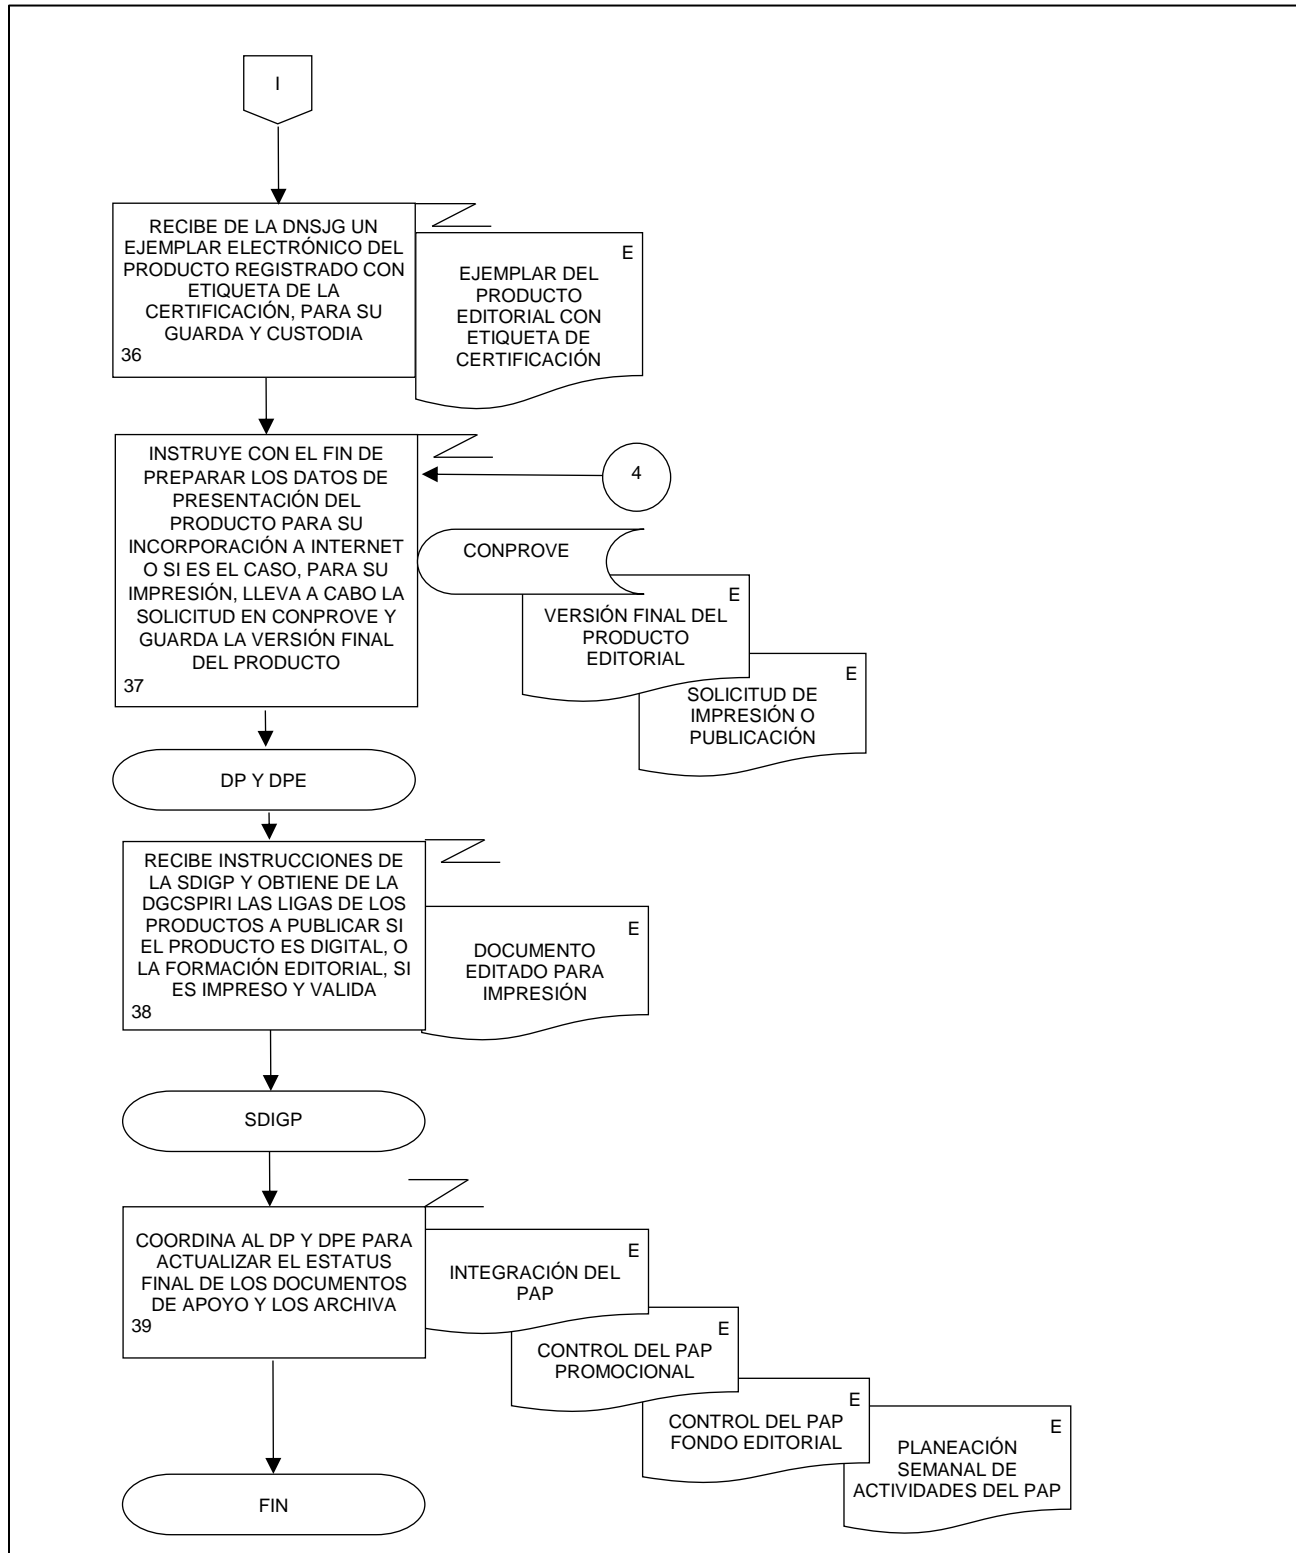 I
RECIBE DE LA DNSJG UN
EJEMPLAR ELECTRÓNICO DEL
PRODUCTO REGISTRADO CON
ETIQUETA DE LA
CERTIFICACIÓN, PARA SU
GUARDA Y CUSTODIA
36
E
EJEMPLAR DEL
PRODUCTO
EDITORIAL CON
ETIQUETA DE
CERTIFICACIÓN
INSTRUYE CON EL FIN DE
PREPARAR LOS DATOS DE
PRESENTACIÓN DEL
PRODUCTO PARA SU
INCORPORACIÓN A INTERNET
O SI ES EL CASO, PARA SU
IMPRESIÓN, LLEVA A CABO LA
SOLICITUD EN CONPROVE Y
GUARDA LA VERSIÓN FINAL
DEL PRODUCTO
37
4
CONPROVE
E
VERSIÓN FINAL DEL
PRODUCTO
EDITORIAL
E
SOLICITUD DE
IMPRESIÓN O
PUBLICACIÓN
DP Y DPE
RECIBE INSTRUCCIONES DE
LA SDIGP Y OBTIENE DE LA
DGCSPIRI LAS LIGAS DE LOS
PRODUCTOS A PUBLICAR SI
EL PRODUCTO ES DIGITAL, O
LA FORMACIÓN EDITORIAL, SI
ES IMPRESO Y VALIDA
38
E
DOCUMENTO
EDITADO PARA
IMPRESIÓN
SDIGP
COORDINA AL DP Y DPE PARA
ACTUALIZAR EL ESTATUS
FINAL DE LOS DOCUMENTOS
DE APOYO Y LOS ARCHIVA
39
E
INTEGRACIÓN DEL
PAP
E
CONTROL DEL PAP
PROMOCIONAL
E
CONTROL DEL PAP
FONDO EDITORIAL
E
PLANEACIÓN
SEMANAL DE
ACTIVIDADES DEL PAP
FIN